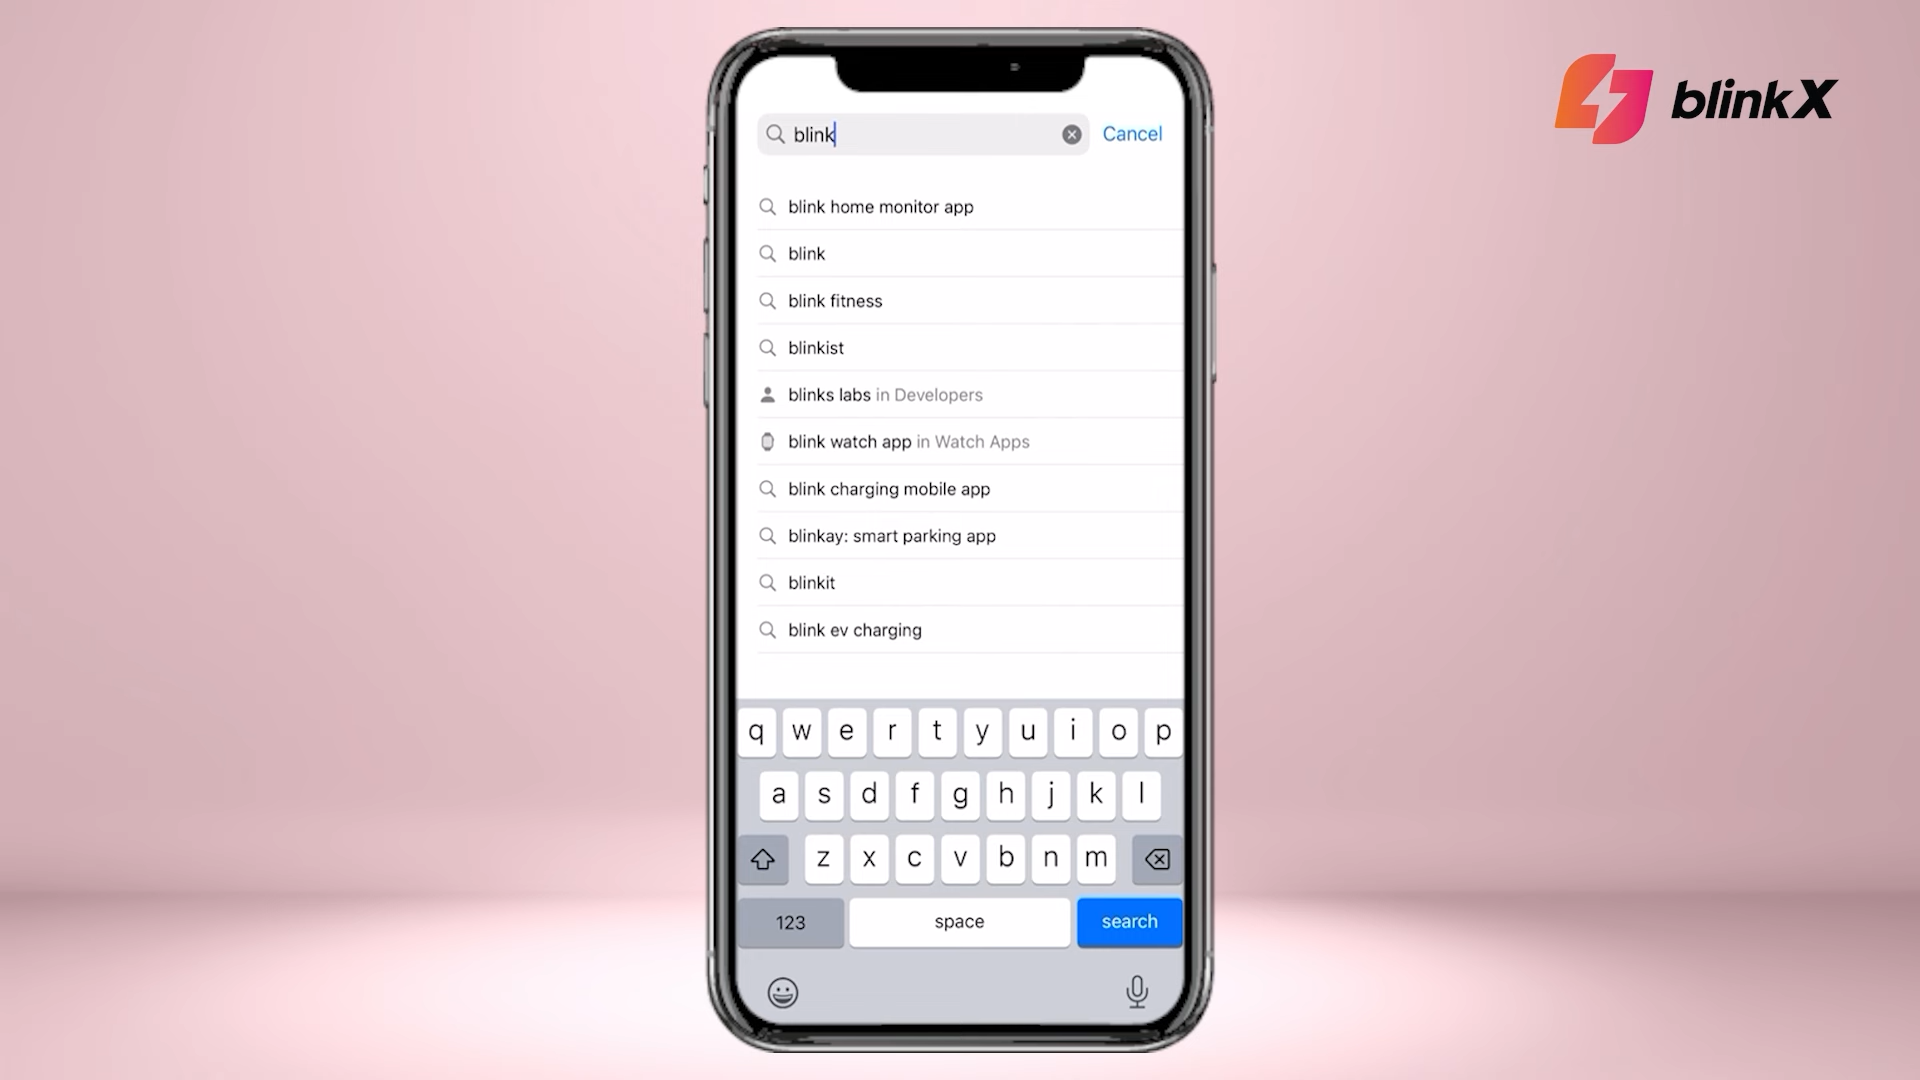 blinkX
blink Cancel
blink home monitor app
blink
blink fitness
blinkist
blinks labs in Developers
blink watch app in Watch Apps
blink charging mobile app
blinkay: smart parking app
blinkit
blink ev charging
q w e r t y u i o p
a s d f g h j k l
z x c v b n m
123 space search